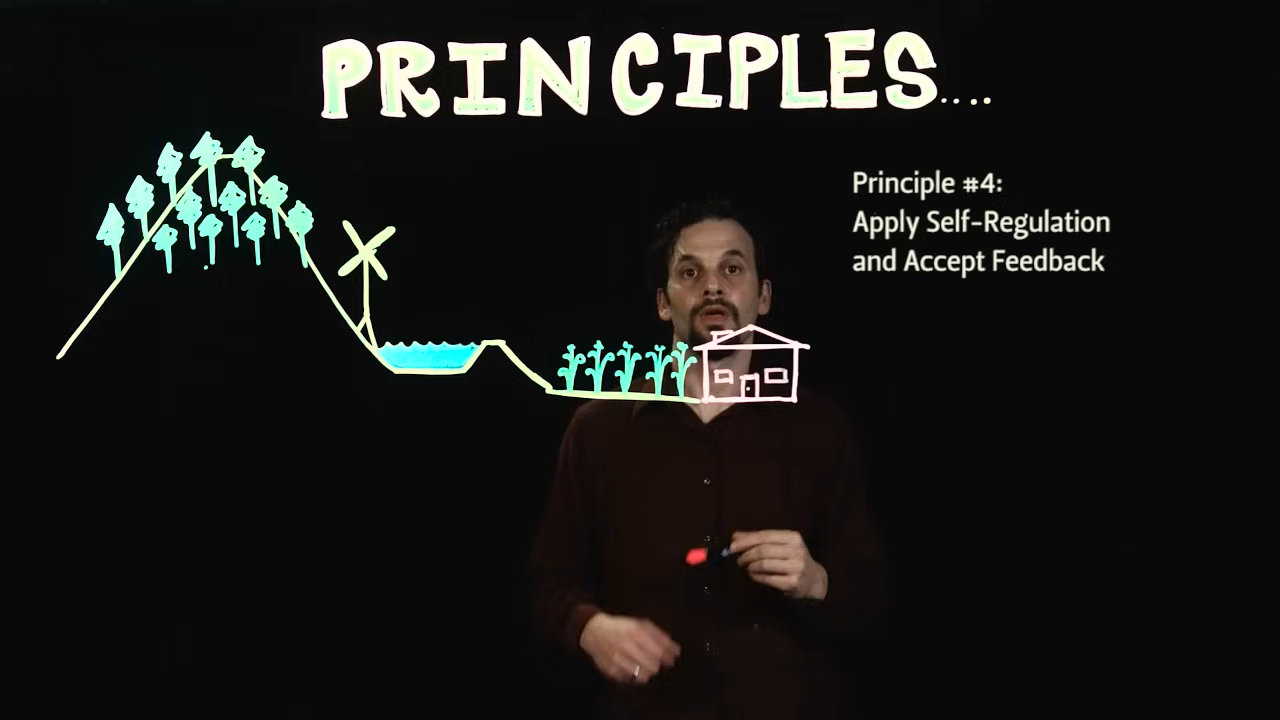 PRINCIPLES....
Principle #4:
Apply Self-Regulation
and Accept Feedback